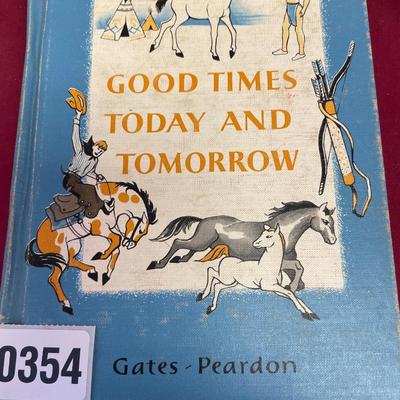 GOOD TIMES
TODAY AND
TOMORROW
0354
Gates - Peardon